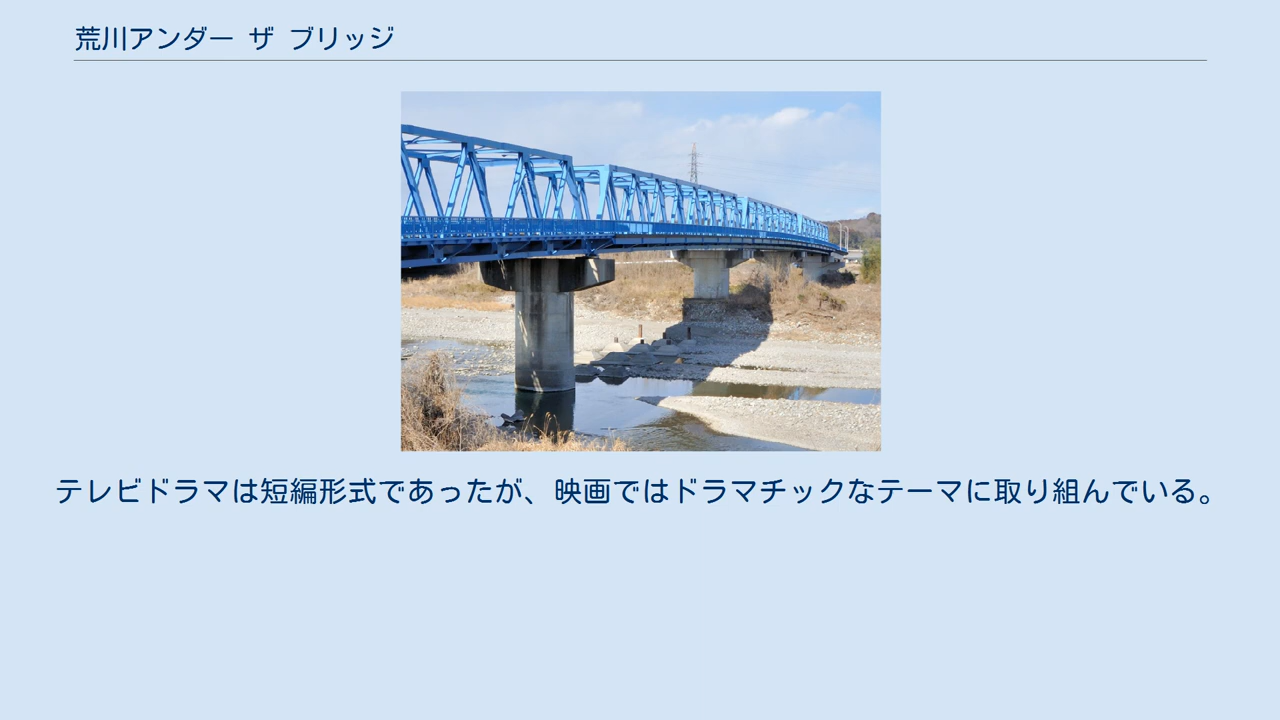 荒川アンダー ザ ブリッジ
テレビドラマは短編形式であったが、映画ではドラマチックなテーマに取り組んでいる。